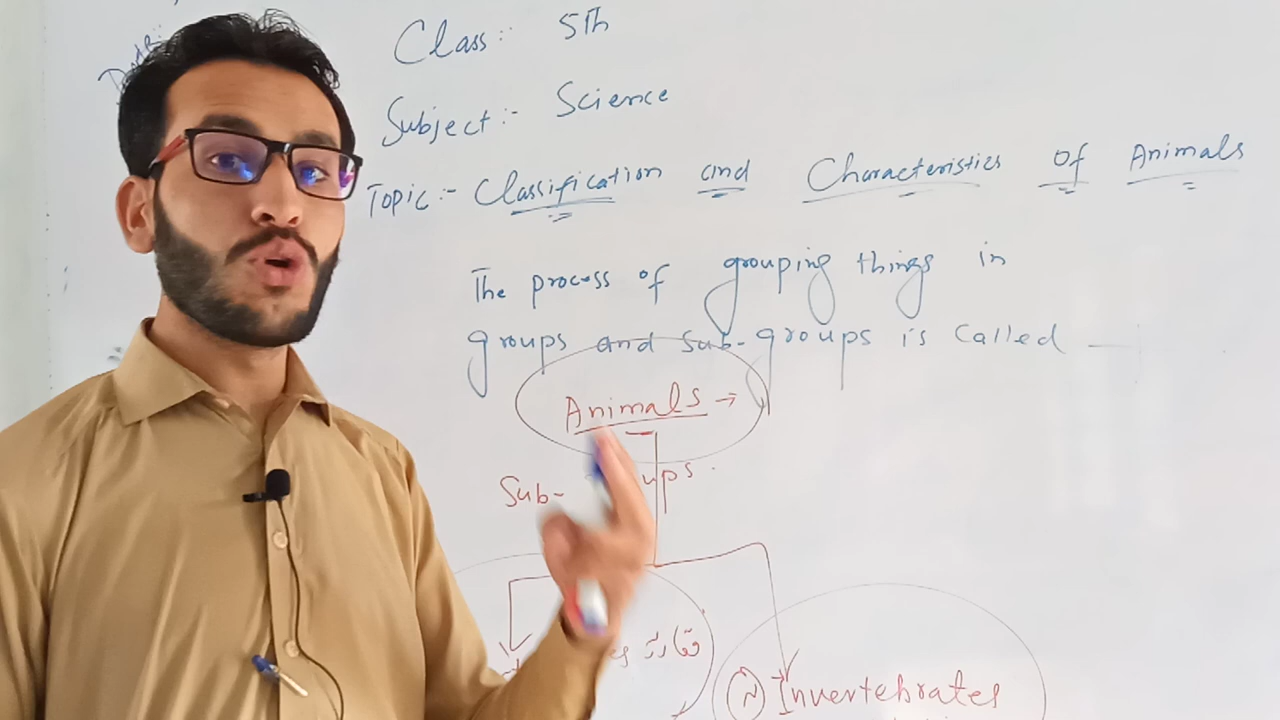 Class:- 5Th
Subject:- Science
Topic:- Classification and Characteristics of Animals
The process of grouping things in
groups and sub-groups is called
Animals →
Sub- ups.
Invertebrates